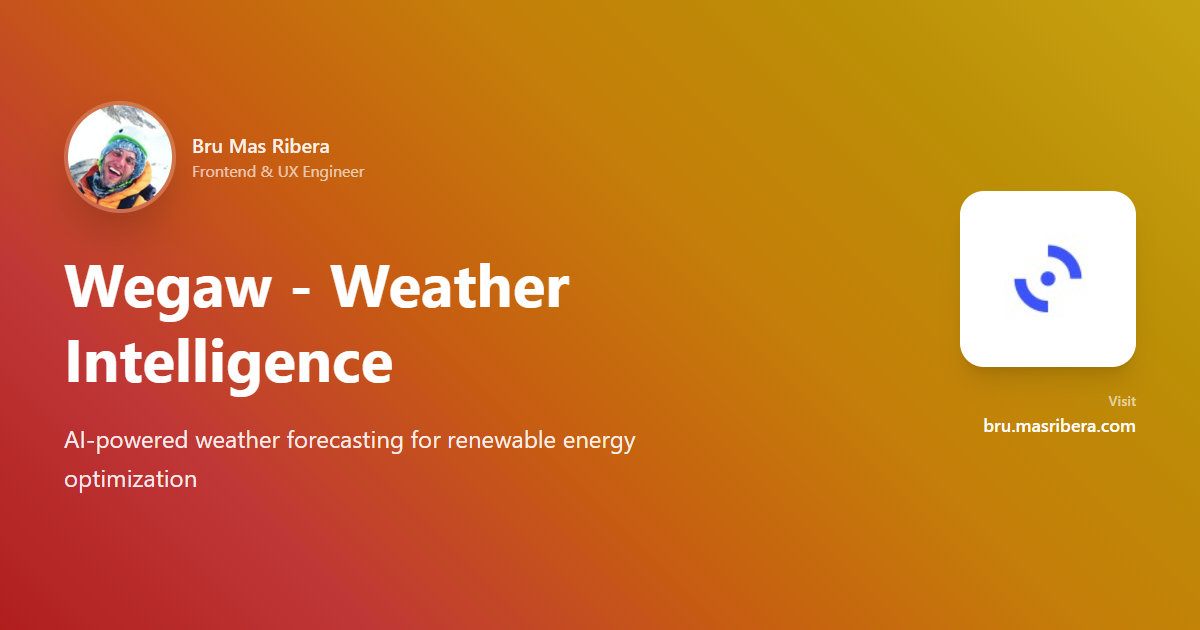 Bru Mas Ribera
Frontend & UX Engineer
Wegaw - Weather
Intelligence
AI-powered weather forecasting for renewable energy
optimization
Visit
bru.masribera.com